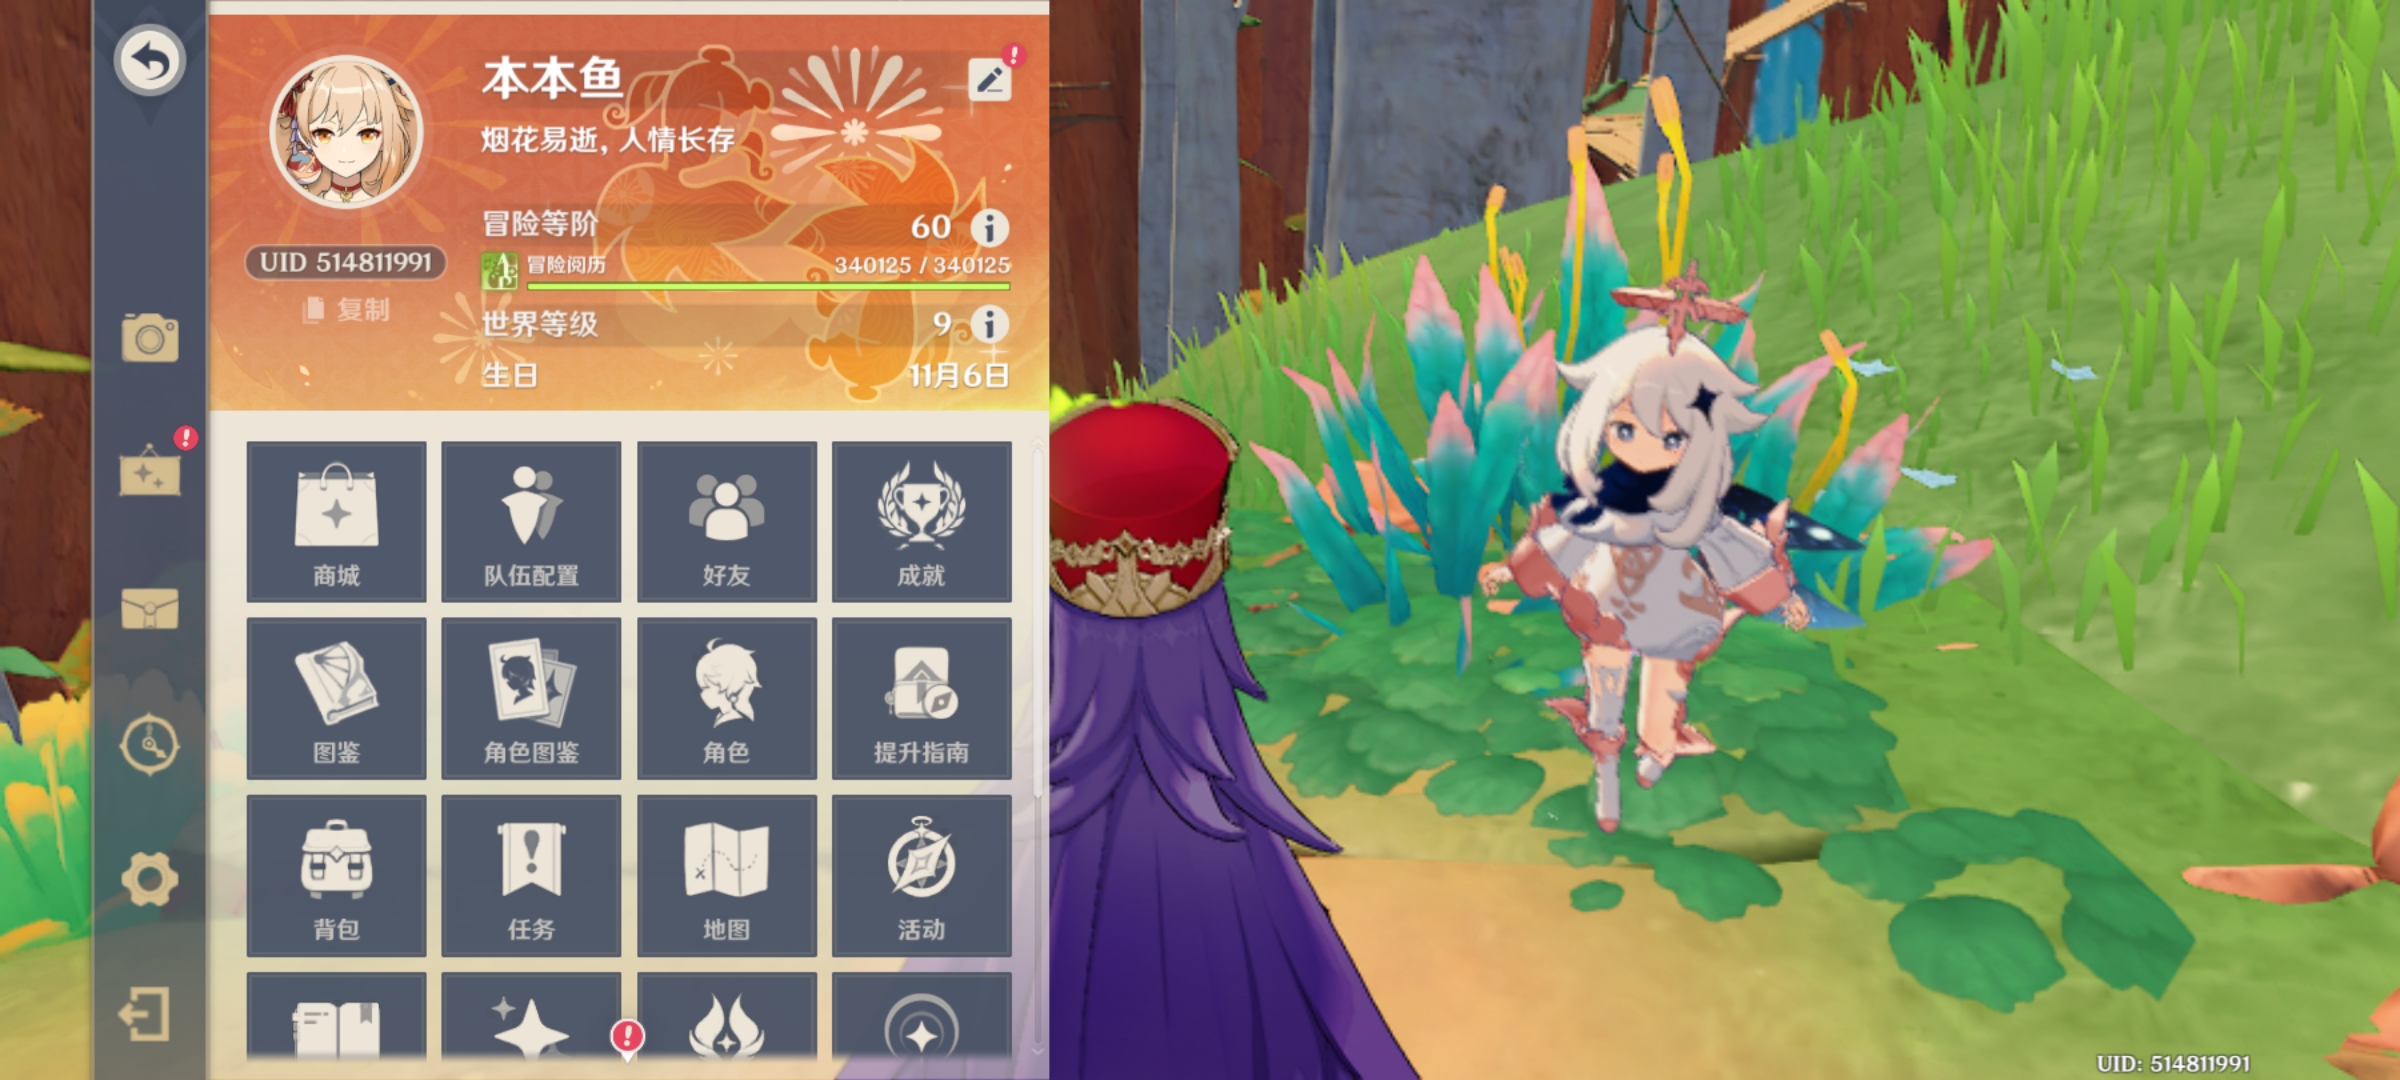 本本鱼
烟花易逝，人情长存
冒险等阶 60
UID 514811991
冒险阅历 340125 / 340125
复制
世界等级 9
生日 11月6日
商城 队伍配置 好友 成就
图鉴 角色图鉴 角色 提升指南
背包 任务 地图 活动
UID: 514811991